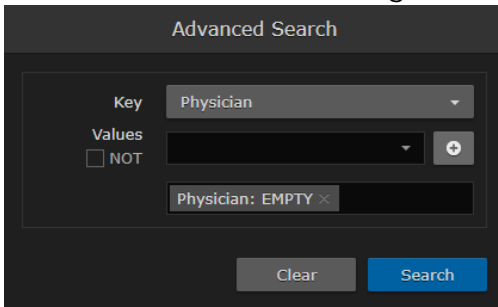 Advanced Search
Key
Physician
Values
NOT
Physician: EMPTY ×
Clear
Search